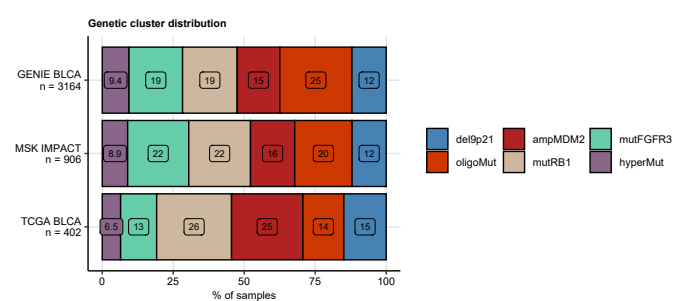 Genetic cluster distribution
GENIE BLCA
n = 3164
9.4 19 19 15 25 12
MSK IMPACT
n = 906
8.9 22 22 16 20 12
TCGA BLCA
n = 402
6.5 13 26 25 14 15
0 25 50 75 100
% of samples
del9p21 ampMDM2 mutFGFR3
oligoMut mutRB1 hyperMut